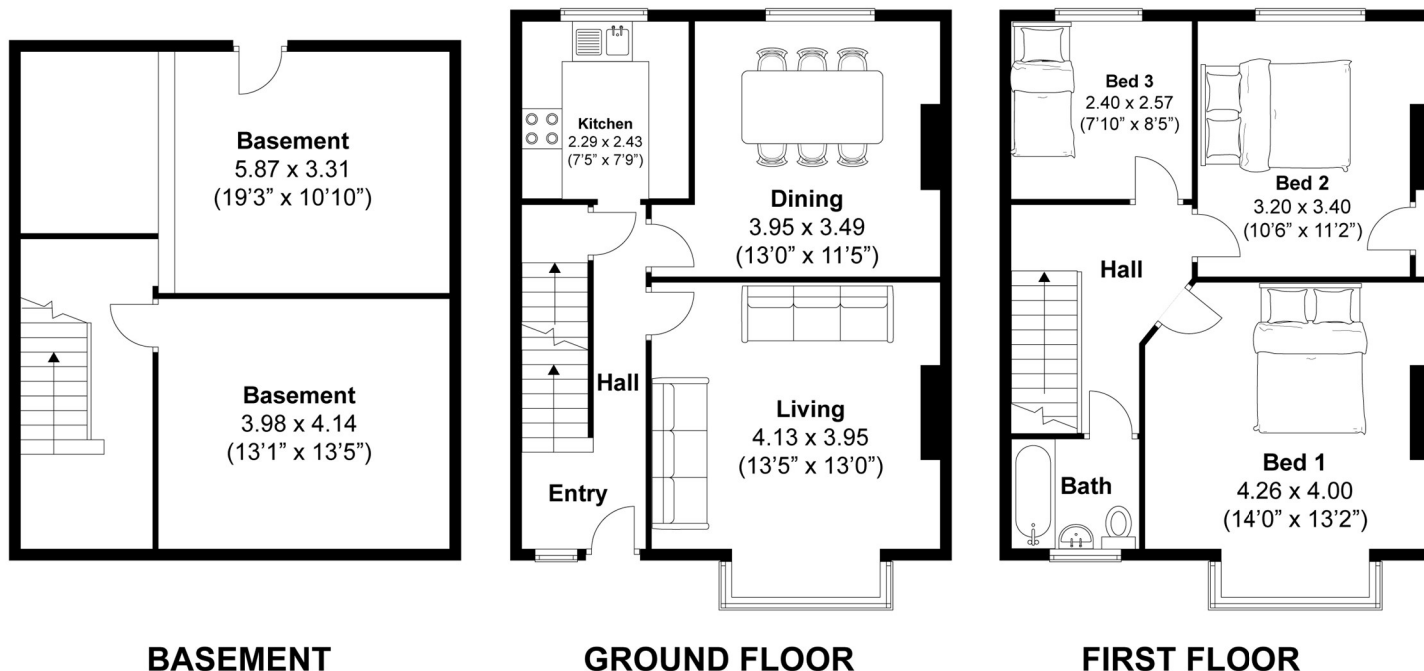 Basement
5.87 x 3.31
(19’3” x 10’10”)
Basement
3.98 x 4.14
(13’1” x 13’5”)
BASEMENT
Kitchen
2.29 x 2.43
(7’5” x 7’9”)
Dining
3.95 x 3.49
(13’0” x 11’5”)
Hall
Living
4.13 x 3.95
(13’5” x 13’0”)
Entry
GROUND FLOOR
Bed 3
2.40 x 2.57
(7’10” x 8’5”)
Bed 2
3.20 x 3.40
(10’6” x 11’2”)
Hall
Bed 1
4.26 x 4.00
(14’0” x 13’2”)
Bath
FIRST FLOOR